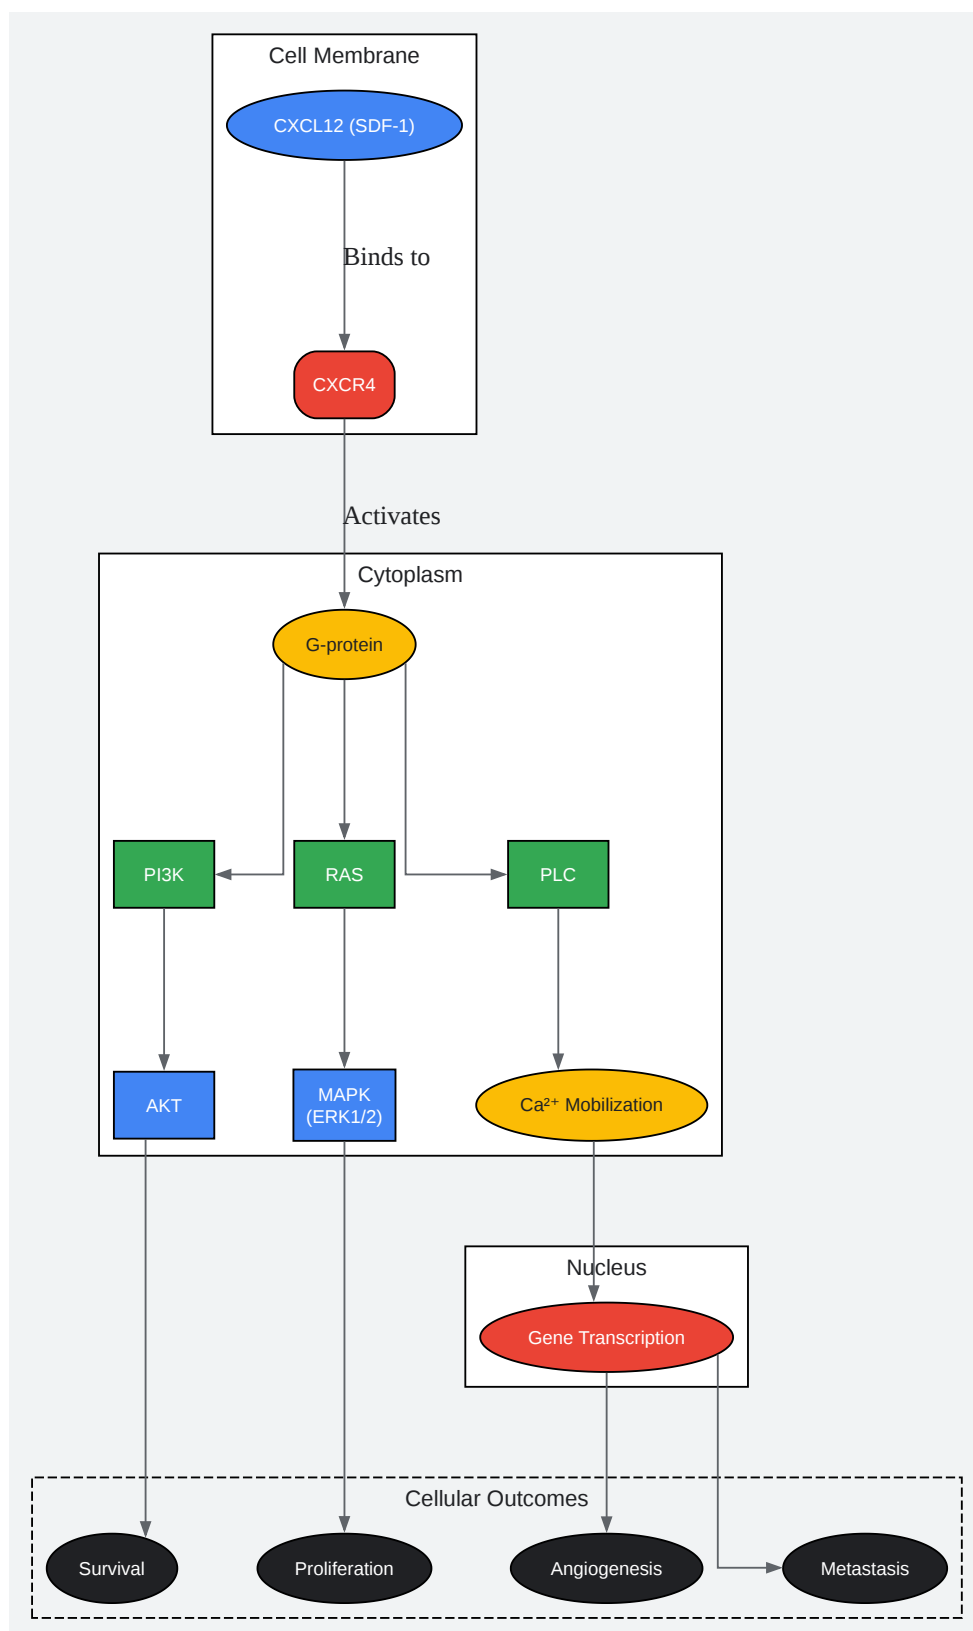 Cell Membrane
CXCL12 (SDF-1)
Binds to
CXCR4
Activates
Cytoplasm
G-protein
PI3K
RAS
PLC
AKT
MAPK
(ERK1/2)
Ca²⁺ Mobilization
Nucleus
Gene Transcription
Cellular Outcomes
Survival
Proliferation
Angiogenesis
Metastasis